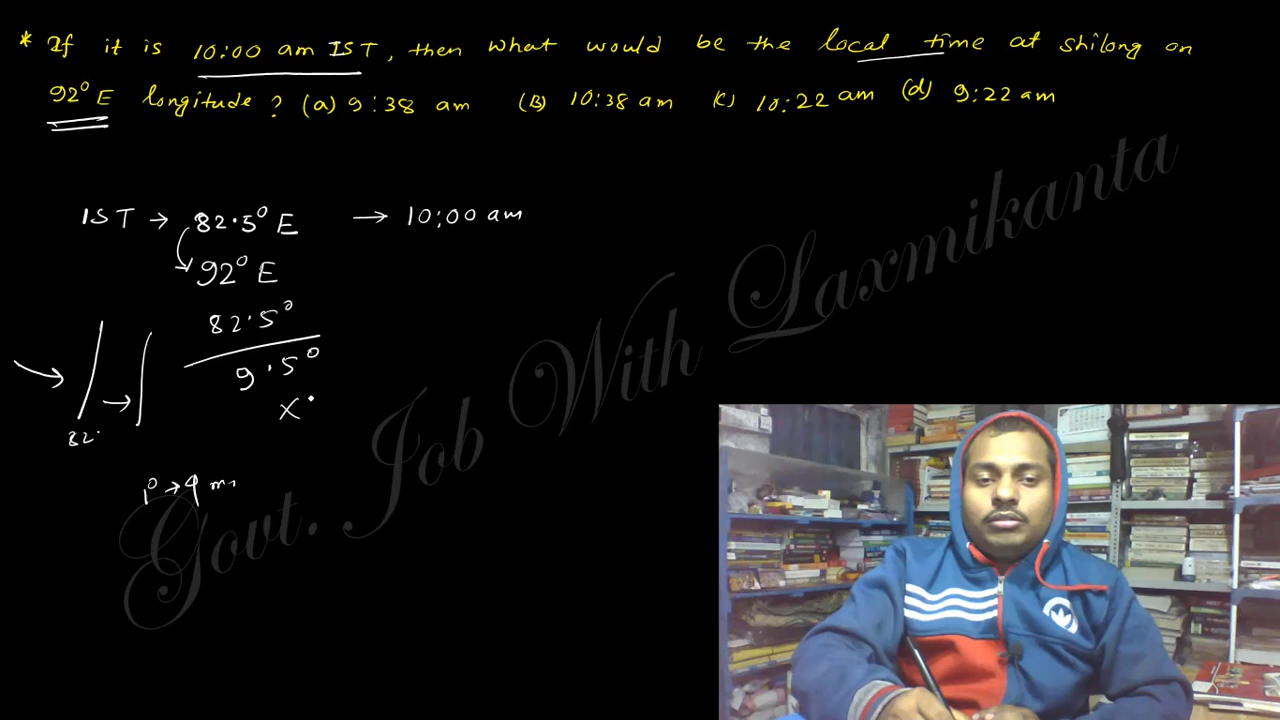 * If it is 10:00 am IST, then what would be the local time at shilong on
92° E longitude? (a) 9:38 am (B) 10:38 am (c) 10:22 am (d) 9:22 am
IST → 82.5° E → 10:00 am
92° E
82.5°
9.5°
x
82
1° → 4 m
Govt. Job With Laxmikanta